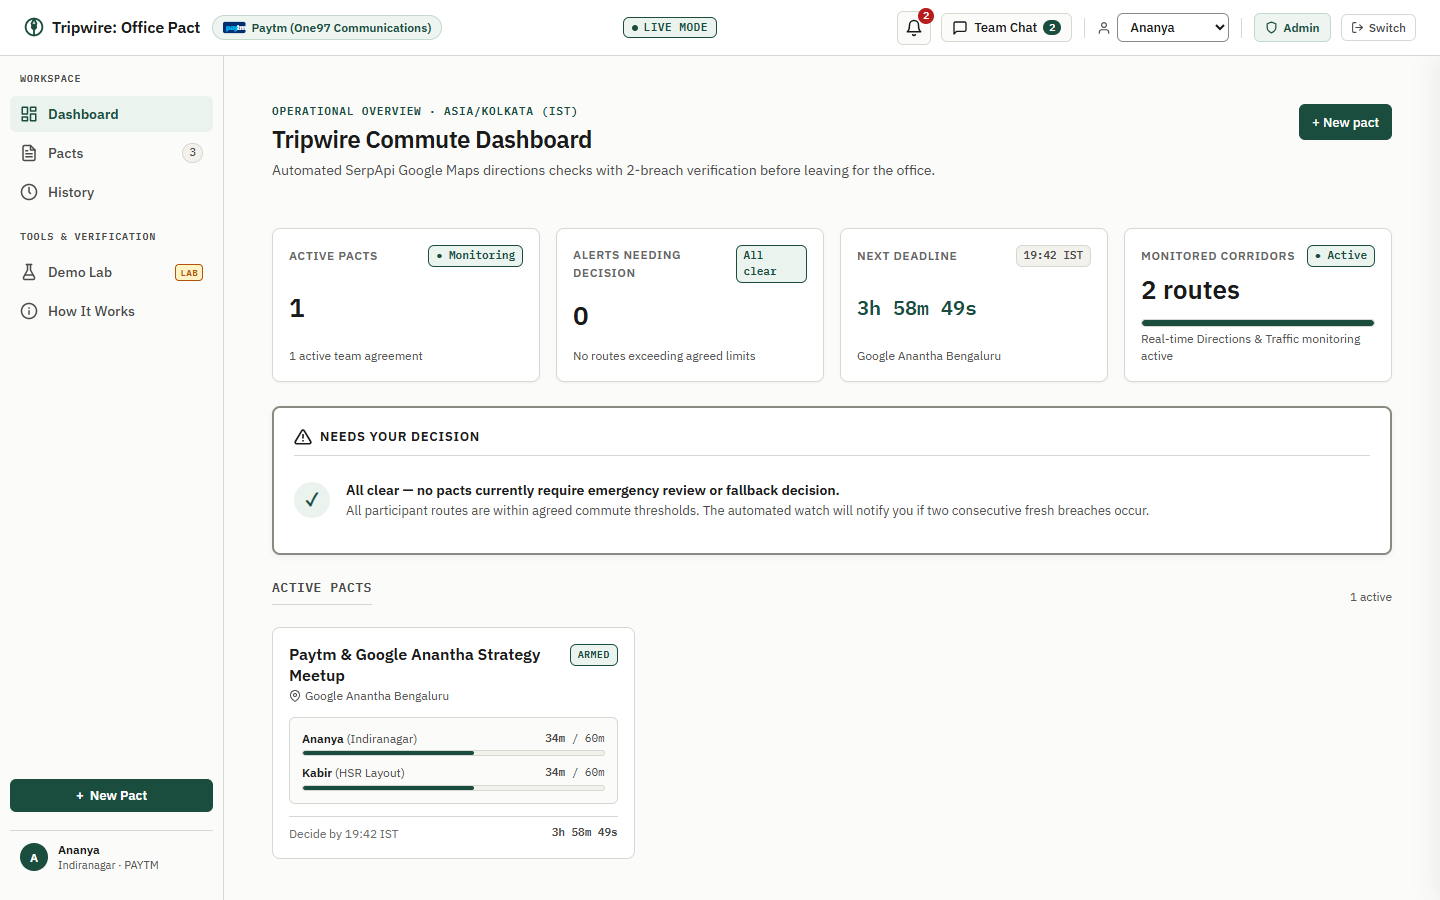 Tripwire: Office Pact
paytm
Paytm (One97 Communications)
● LIVE MODE
2
Team Chat 2
Ananya
Admin
Switch
WORKSPACE
Dashboard
Pacts 3
History
TOOLS & VERIFICATION
Demo Lab LAB
How It Works
+ New Pact
A
Ananya
Indiranagar · PAYTM
OPERATIONAL OVERVIEW · ASIA/KOLKATA (IST)
Tripwire Commute Dashboard
Automated SerpApi Google Maps directions checks with 2-breach verification before leaving for the office.
+ New pact
ACTIVE PACTS
● Monitoring
1
1 active team agreement
ALERTS NEEDING
DECISION
All
clear
0
No routes exceeding agreed limits
NEXT DEADLINE
19:42 IST
3h 58m 49s
Google Anantha Bengaluru
MONITORED CORRIDORS
● Active
2 routes
Real-time Directions & Traffic monitoring
active
NEEDS YOUR DECISION
✓
All clear — no pacts currently require emergency review or fallback decision.
All participant routes are within agreed commute thresholds. The automated watch will notify you if two consecutive fresh breaches occur.
ACTIVE PACTS
1 active
Paytm & Google Anantha Strategy
Meetup
ARMED
Google Anantha Bengaluru
Ananya (Indiranagar) 34m / 60m
Kabir (HSR Layout) 34m / 60m
Decide by 19:42 IST 3h 58m 49s